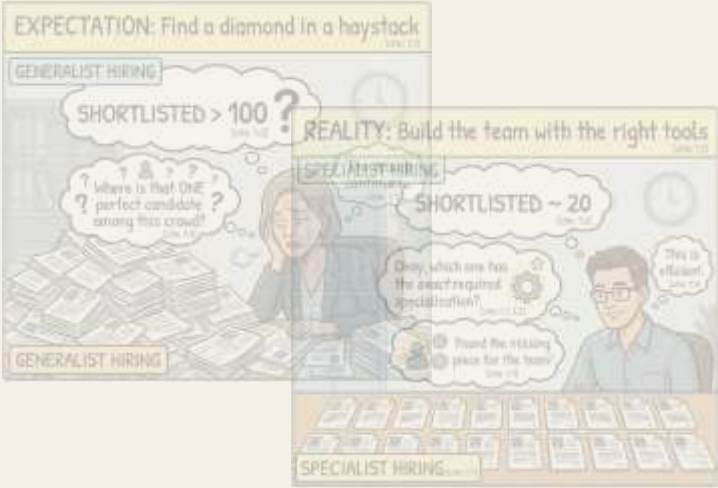 EXPECTATION: Find a diamond in a haystack
GENERALIST HIRING
SHORTLISTED > 100 ?
? ? ? ?
Where is that ONE
? perfect candidate ?
among this crowd?
GENERALIST HIRING
REALITY: Build the team with the right tools
SPECIALIST HIRING
SHORTLISTED ~ 20
Okay, which one has
the exact required
specialization?
This is
efficient.
Found the missing
piece for the team!
SPECIALIST HIRING...